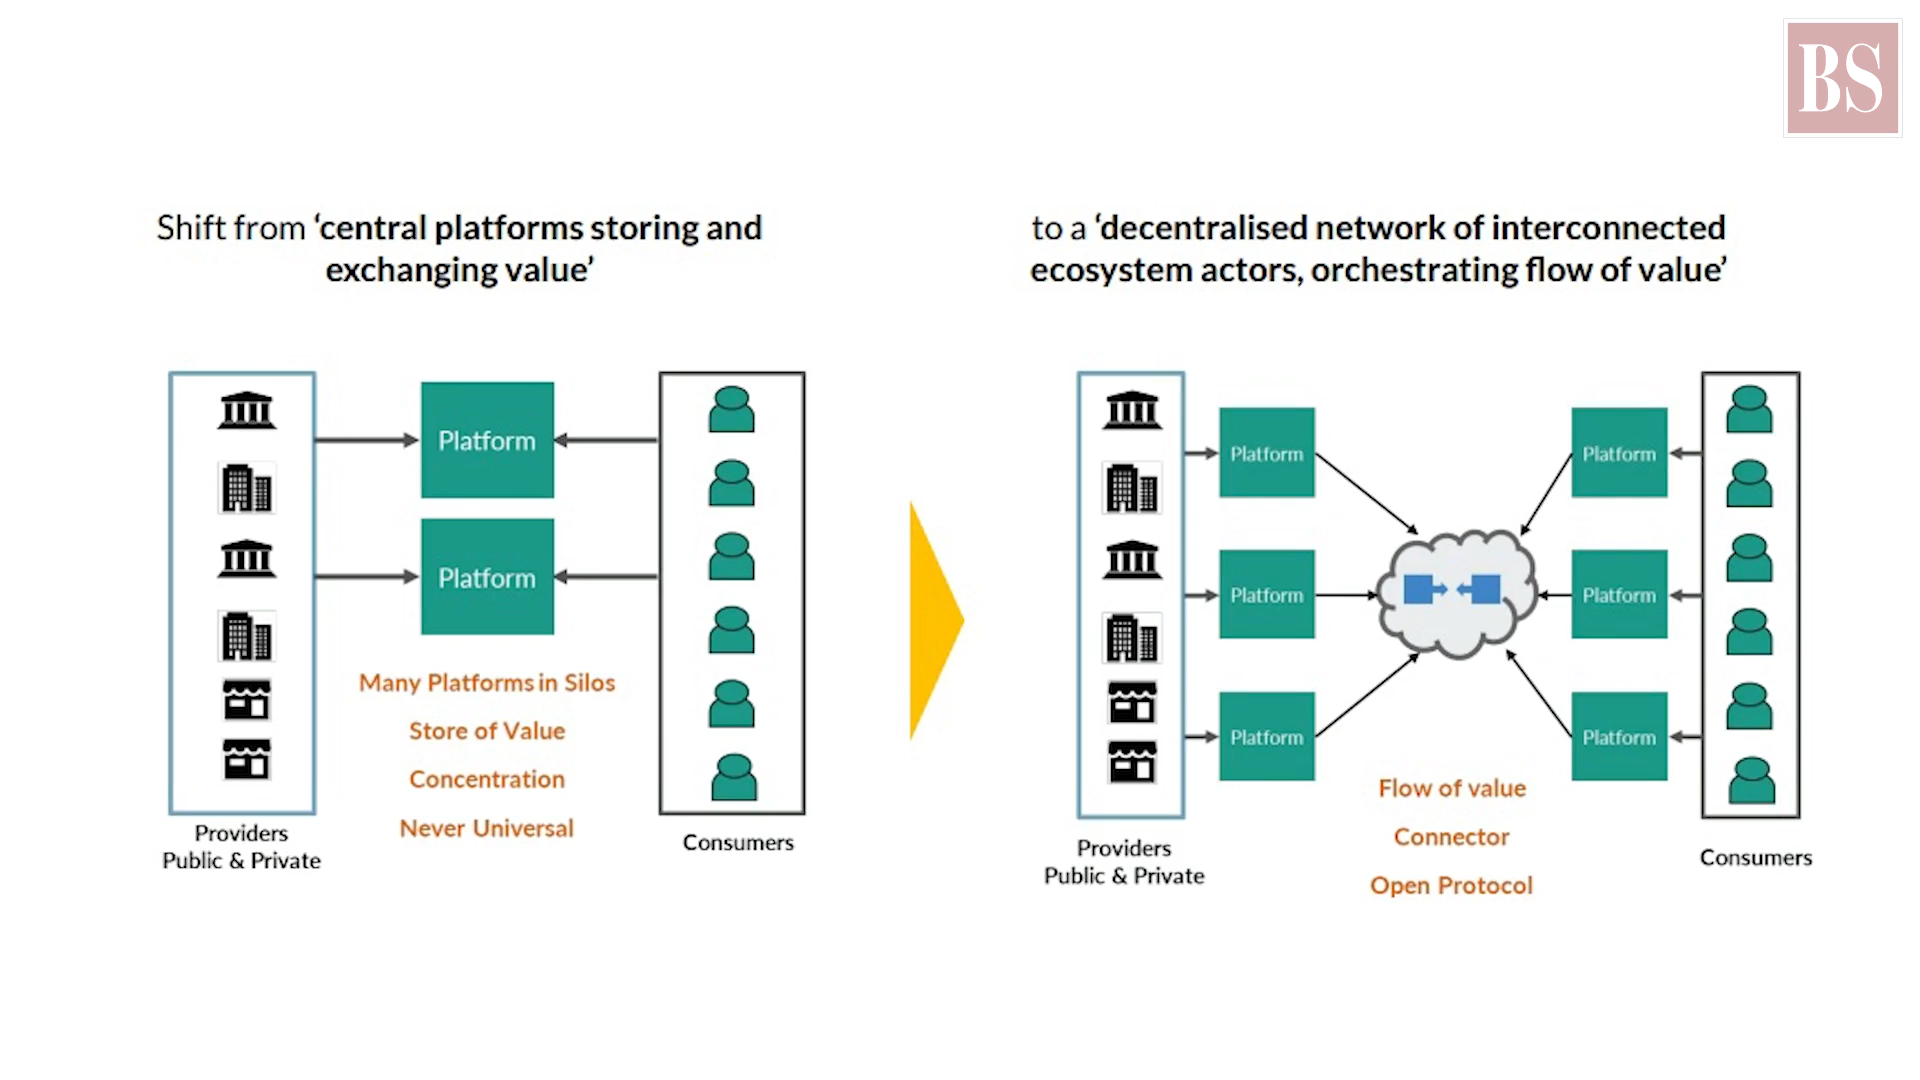 BS
Shift from ‘central platforms storing and
exchanging value’
Platform
Platform
Many Platforms in Silos
Store of Value
Concentration
Never Universal
Providers
Public & Private
Consumers
to a ‘decentralised network of interconnected
ecosystem actors, orchestrating flow of value’
Platform
Platform
Platform
Platform
Platform
Platform
Flow of value
Connector
Open Protocol
Providers
Public & Private
Consumers